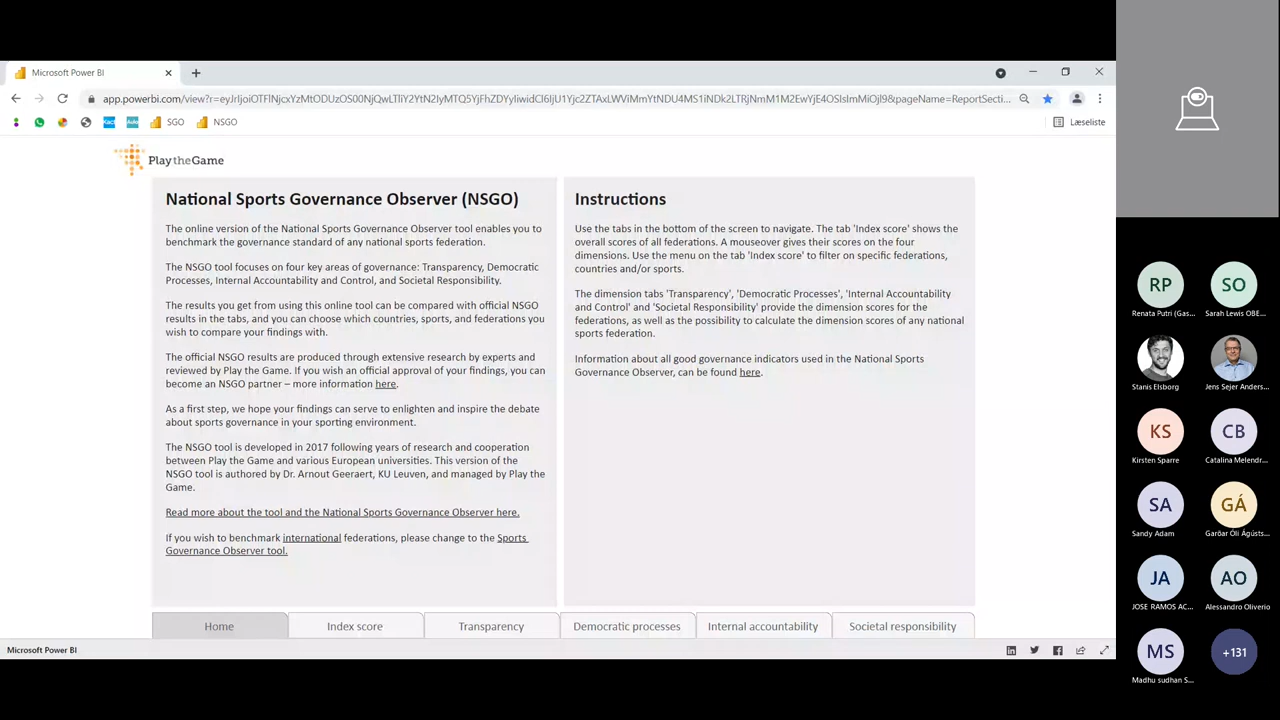 Microsoft Power BI
SGO
NSGO
Læseliste
PlaytheGame
National Sports Governance Observer (NSGO)
The online version of the National Sports Governance Observer tool enables you to
benchmark the governance standard of any national sports federation.
The NSGO tool focuses on four key areas of governance: Transparency, Democratic
Processes, Internal Accountability and Control, and Societal Responsibility.
The results you get from using this online tool can be compared with official NSGO
results in the tabs, and you can choose which countries, sports, and federations you
wish to compare your findings with.
The official NSGO results are produced through extensive research by experts and
reviewed by Play the Game. If you wish an official approval of your findings, you can
become an NSGO partner – more information here.
As a first step, we hope your findings can serve to enlighten and inspire the debate
about sports governance in your sporting environment.
The NSGO tool is developed in 2017 following years of research and cooperation
between Play the Game and various European universities. This version of the
NSGO tool is authored by Dr. Arnout Geeraert, KU Leuven, and managed by Play the
Game.
Read more about the tool and the National Sports Governance Observer here.
If you wish to benchmark international federations, please change to the Sports
Governance Observer tool.
Instructions
Use the tabs in the bottom of the screen to navigate. The tab 'Index score' shows the
overall scores of all federations. A mouseover gives their scores on the four
dimensions. Use the menu on the tab 'Index score' to filter on specific federations,
countries and/or sports.
The dimension tabs 'Transparency', 'Democratic Processes', 'Internal Accountability
and Control' and 'Societal Responsibility' provide the dimension scores for the
federations, as well as the possibility to calculate the dimension scores of any national
sports federation.
Information about all good governance indicators used in the National Sports
Governance Observer, can be found here.
Home
Index score
Transparency
Democratic processes
Internal accountability
Societal responsibility
Microsoft Power BI
RP
SO
Renata Putri (Gas...
Sarah Lewis OBE...
Stanis Elsborg
Jens Sejer Anders...
KS
CB
Kirsten Sparre
Catalina Melendr...
SA
GÁ
Sandy Adam
Garðar Óli Ágústs...
JA
AO
JOSE RAMOS AC...
Alessandro Oliverio
MS
+131
Madhu sudhan S...